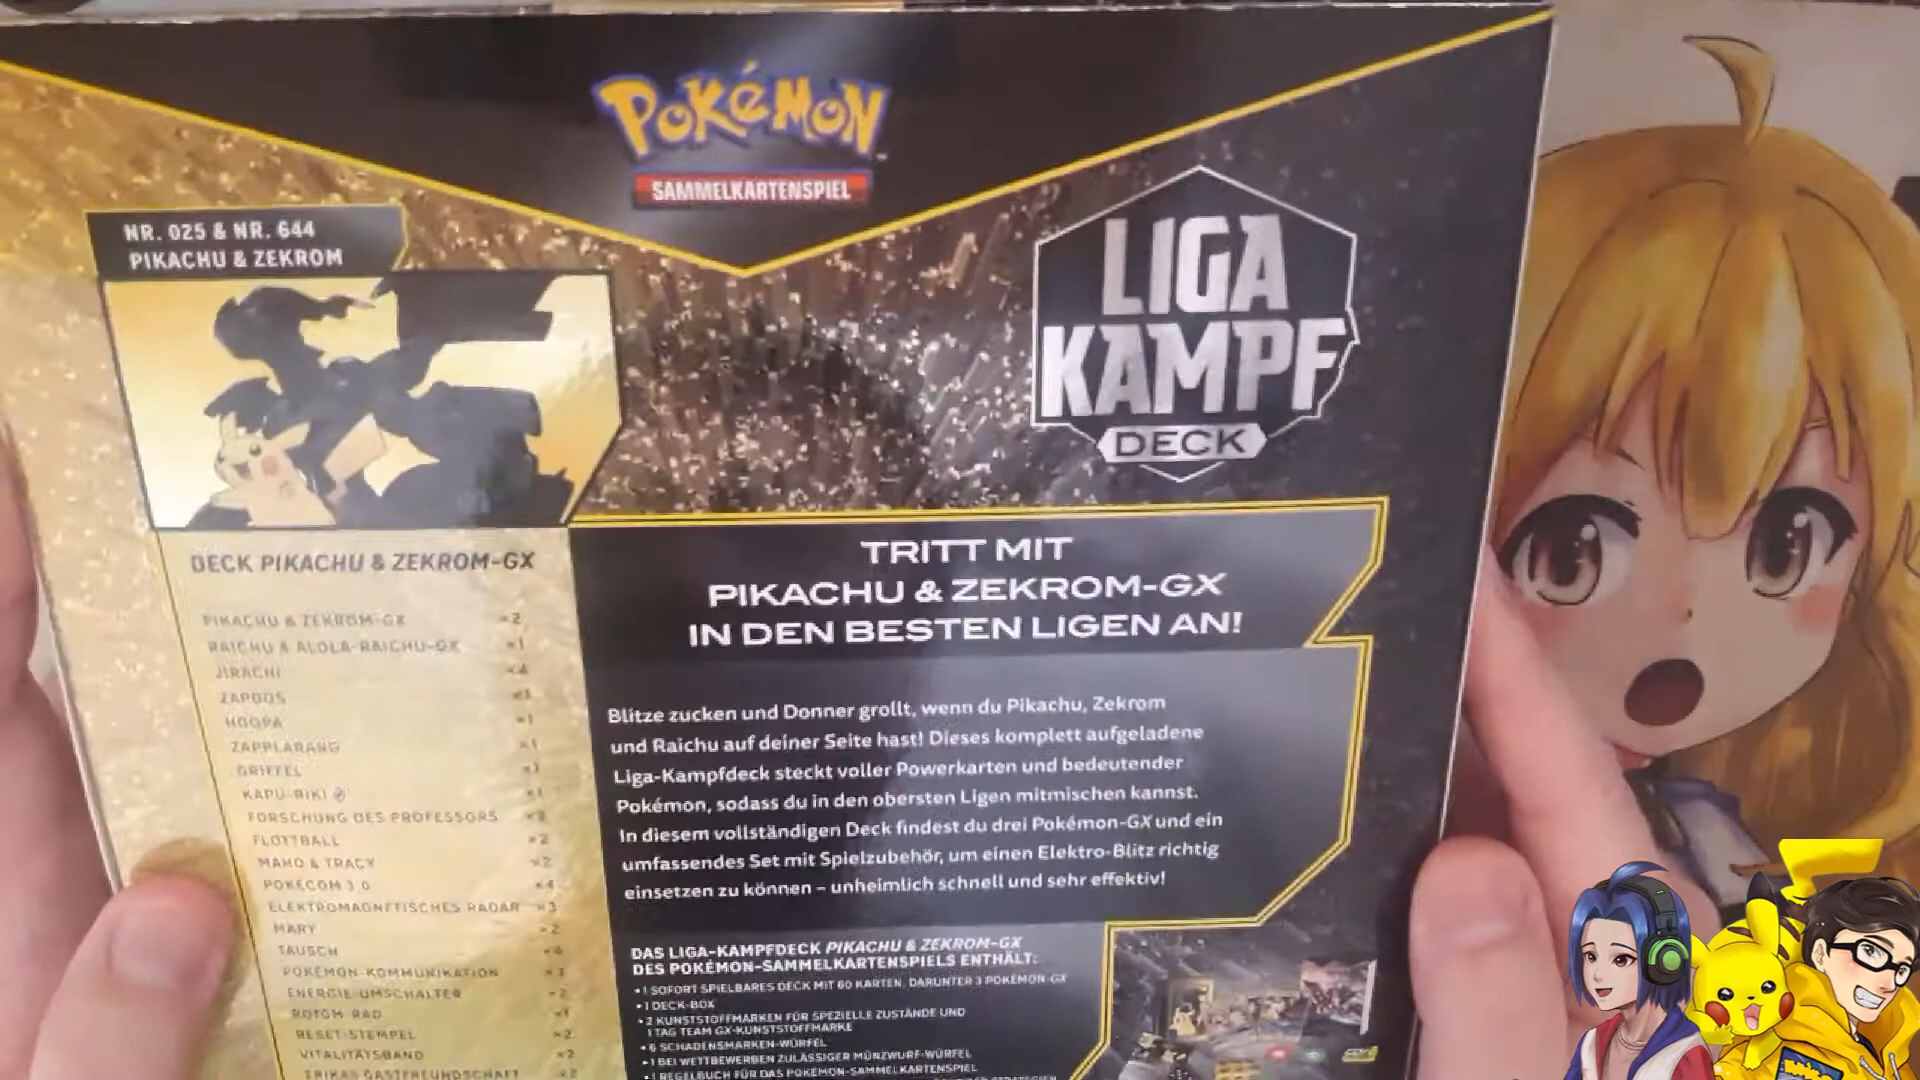 POKéMON
SAMMELKARTENSPIEL
NR. 025 & NR. 644
PIKACHU & ZEKROM
LIGA
KAMPF
DECK
DECK PIKACHU & ZEKROM-GX
PIKACHU & ZEKROM-GX ×2
RAICHU & ALOLA-RAICHU-GX ×1
JIRACHI ×4
ZAPDOS
HOOPA ×1
ZAPPLARANG ×1
GRIFFEL
KAPU-RIKI ×1
FORSCHUNG DES PROFESSORS
FLOTTBALL ×2
MAHO & TRACY ×2
POKÉCOM 3.0 ×4
ELEKTROMAGNETISCHES RADAR ×3
MARY ×2
TAUSCH
POKÉMON-KOMMUNIKATION ×3
ENERGIE-UMSCHALTER ×2
ROTOM-RAD ×1
RESET-STEMPEL ×2
VITALITÄTSBAND ×2
ERIKAS GASTFREUNDSCHAFT ×2
TRITT MIT
PIKACHU & ZEKROM-GX
IN DEN BESTEN LIGEN AN!
Blitze zucken und Donner grollt, wenn du Pikachu, Zekrom
und Raichu auf deiner Seite hast! Dieses komplett aufgeladene
Liga-Kampfdeck steckt voller Powerkarten und bedeutender
Pokémon, sodass du in den obersten Ligen mitmischen kannst.
In diesem vollständigen Deck findest du drei Pokémon-GX und ein
umfassendes Set mit Spielzubehör, um einen Elektro-Blitz richtig
einsetzen zu können – unheimlich schnell und sehr effektiv!
DAS LIGA-KAMPFDECK PIKACHU & ZEKROM-GX
DES POKÉMON-SAMMELKARTENSPIELS ENTHÄLT:
• 1 SOFORT SPIELBARES DECK MIT 60 KARTEN, DARUNTER 3 POKÉMON-GX
• 1 DECK-BOX
• 2 KUNSTSTOFFMARKEN FÜR SPEZIELLE ZUSTÄNDE UND
1 TAG TEAM GX-KUNSTSTOFFMARKE
• 6 SCHADENSMARKEN-WÜRFEL
• 1 BEI WETTBEWERBEN ZULÄSSIGER MÜNZWURF-WÜRFEL
• 1 REGELBUCH FÜR DAS POKÉMON-SAMMELKARTENSPIEL